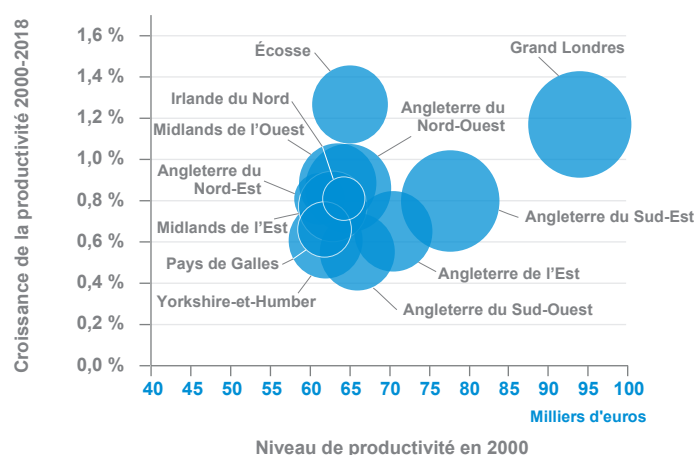 Croissance de la productivité 2000-2018
1,6 %
1,4 %
1,2 %
1,0 %
0,8 %
0,6 %
0,4 %
0,2 %
0,0 %
Écosse
Grand Londres
Irlande du Nord
Angleterre du
Nord-Ouest
Midlands de l’Ouest
Angleterre du
Nord-Est
Midlands de l’Est
Angleterre du Sud-Est
Pays de Galles
Angleterre de l’Est
Yorkshire-et-Humber
Angleterre du Sud-Ouest
40 45 50 55 60 65 70 75 80 85 90 95 100
Milliers d'euros
Niveau de productivité en 2000